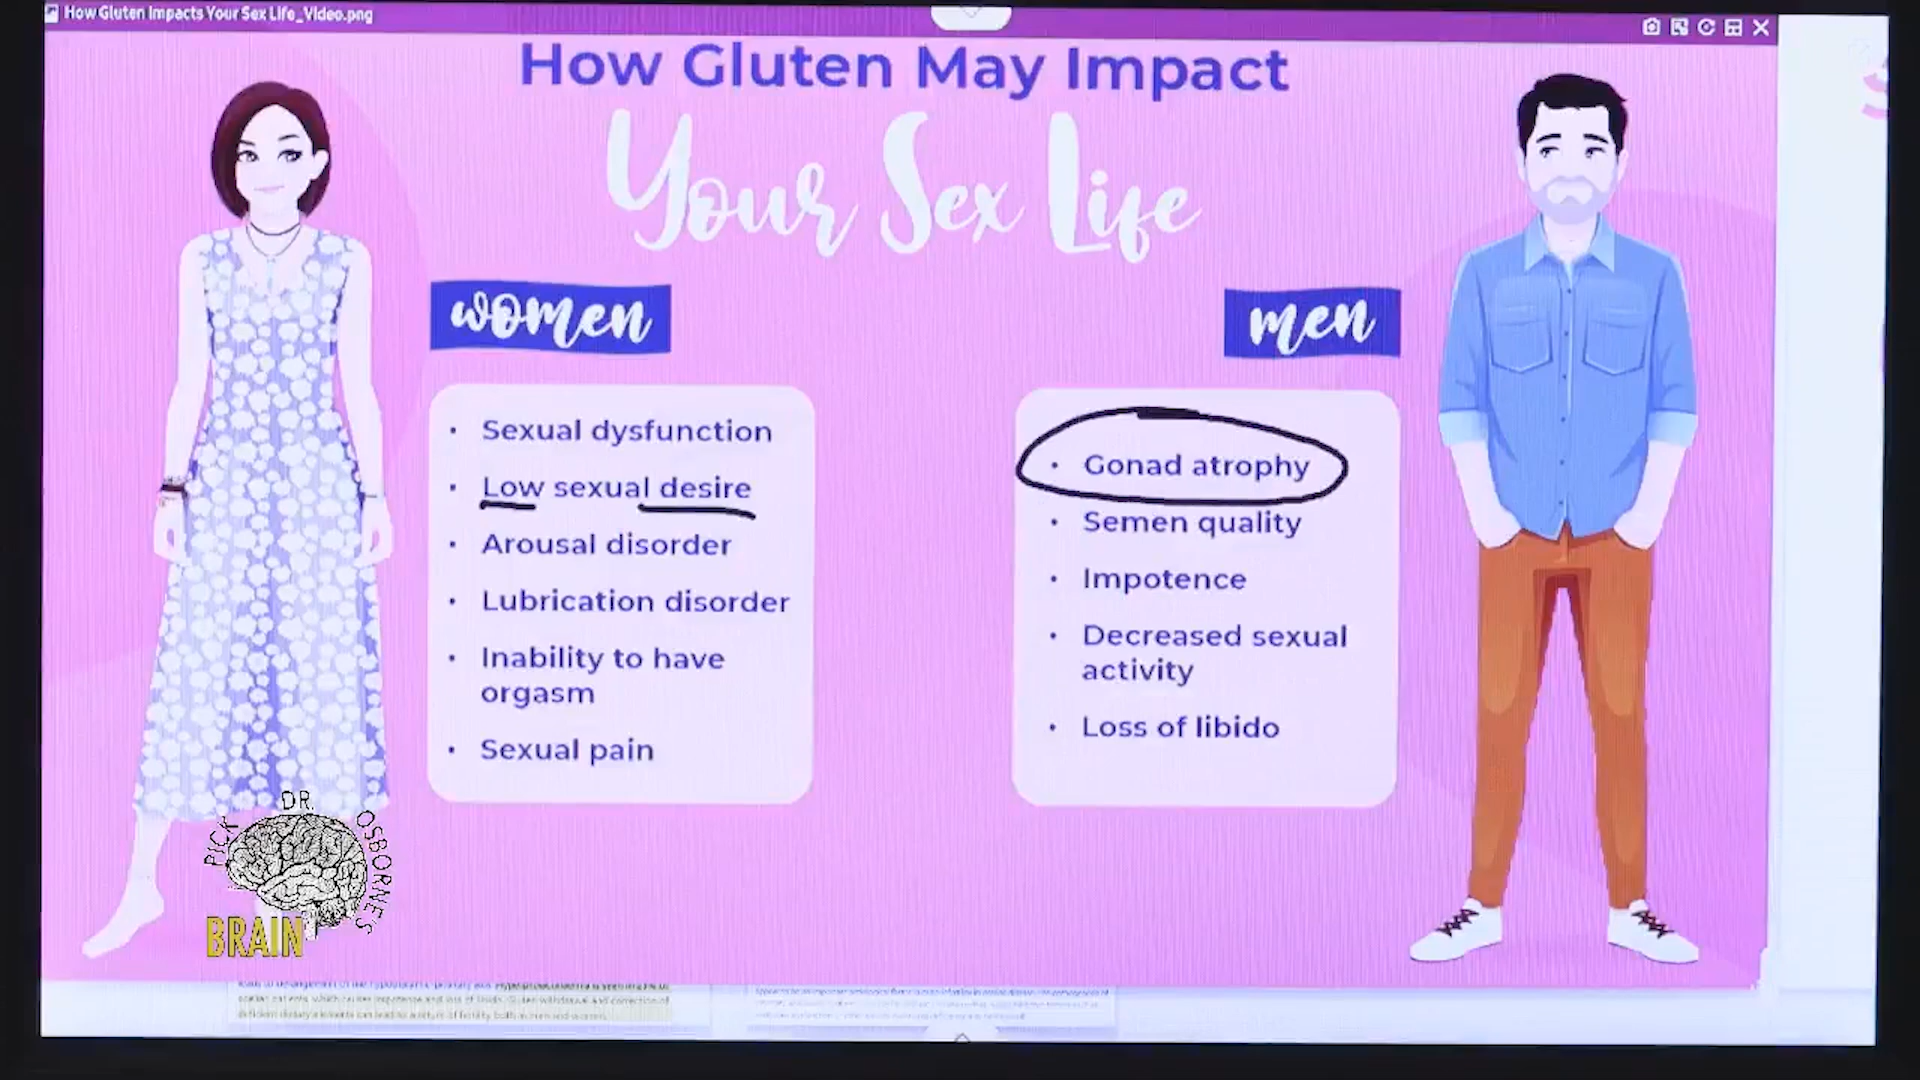 How Gluten Impacts Your Sex Life_Video.png
How Gluten May Impact
Your Sex Life
women
• Sexual dysfunction
• Low sexual desire
• Arousal disorder
• Lubrication disorder
• Inability to have
orgasm
• Sexual pain
men
• Gonad atrophy
• Semen quality
• Impotence
• Decreased sexual
activity
• Loss of libido
PICK DR. OSBORNE'S
BRAIN